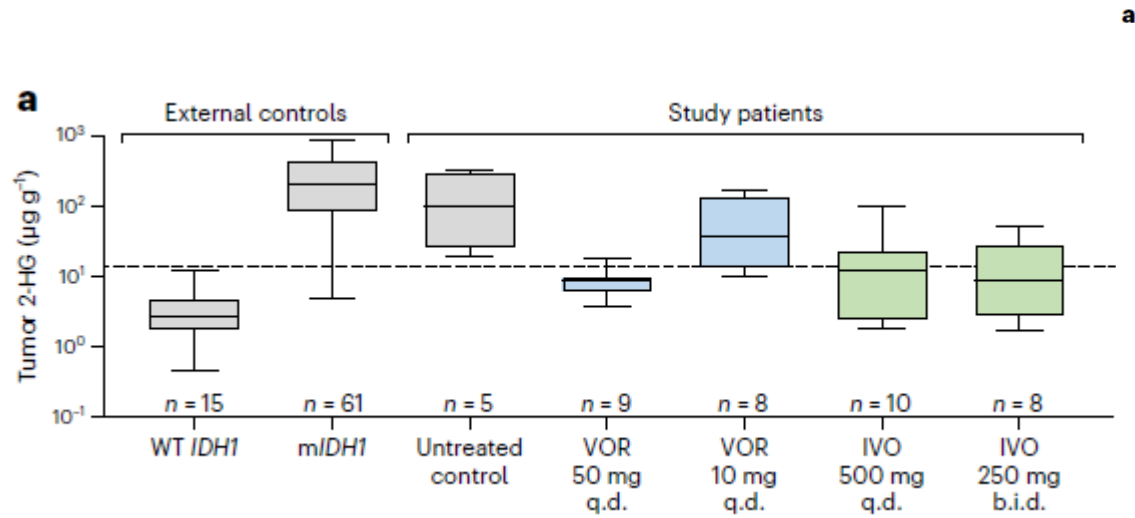 a
a
External controls
Study patients
Tumor 2-HG (µg g⁻¹)
10³
10²
10¹
10⁰
10⁻¹
n = 15
n = 61
n = 5
n = 9
n = 8
n = 10
n = 8
WT IDH1
mIDH1
Untreated
control
VOR
50 mg
q.d.
VOR
10 mg
q.d.
IVO
500 mg
q.d.
IVO
250 mg
b.i.d.